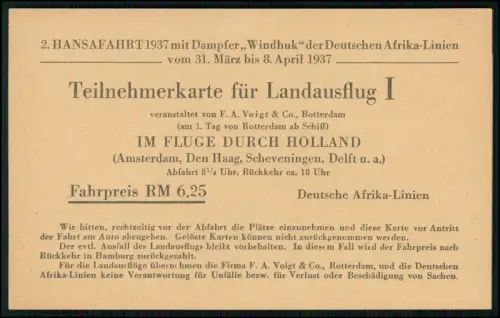 2. HANSAFAHRT 1937 mit Dampfer „Windhuk" der Deutschen Afrika-Linien
vom 31. März bis 8. April 1937
Teilnehmerkarte für Landausflug I
veranstaltet von F. A. Voigt & Co., Rotterdam
(am 1. Tag von Rotterdam ab Schiff)
IM FLUGE DURCH HOLLAND
(Amsterdam, Den Haag, Scheveningen, Delft u. a.)
Abfahrt 8¼ Uhr, Rückkehr ca. 18 Uhr
Fahrpreis RM 6,25 Deutsche Afrika-Linien
Wir bitten, rechtzeitig vor der Abfahrt die Plätze einzunehmen und diese Karte vor Antritt
der Fahrt am Auto abzugeben. Gelöste Karten können nicht zurückgenommen werden.
Der evtl. Ausfall des Landausflugs bleibt vorbehalten. In diesem Fall wird der Fahrpreis nach
Rückkehr in Hamburg zurückgezahlt.
Für die Landausflüge übernehmen die Firma F. A. Voigt & Co., Rotterdam, und die Deutschen
Afrika-Linien keine Verantwortung für Unfälle bezw. für Verlust oder Beschädigung von Sachen.